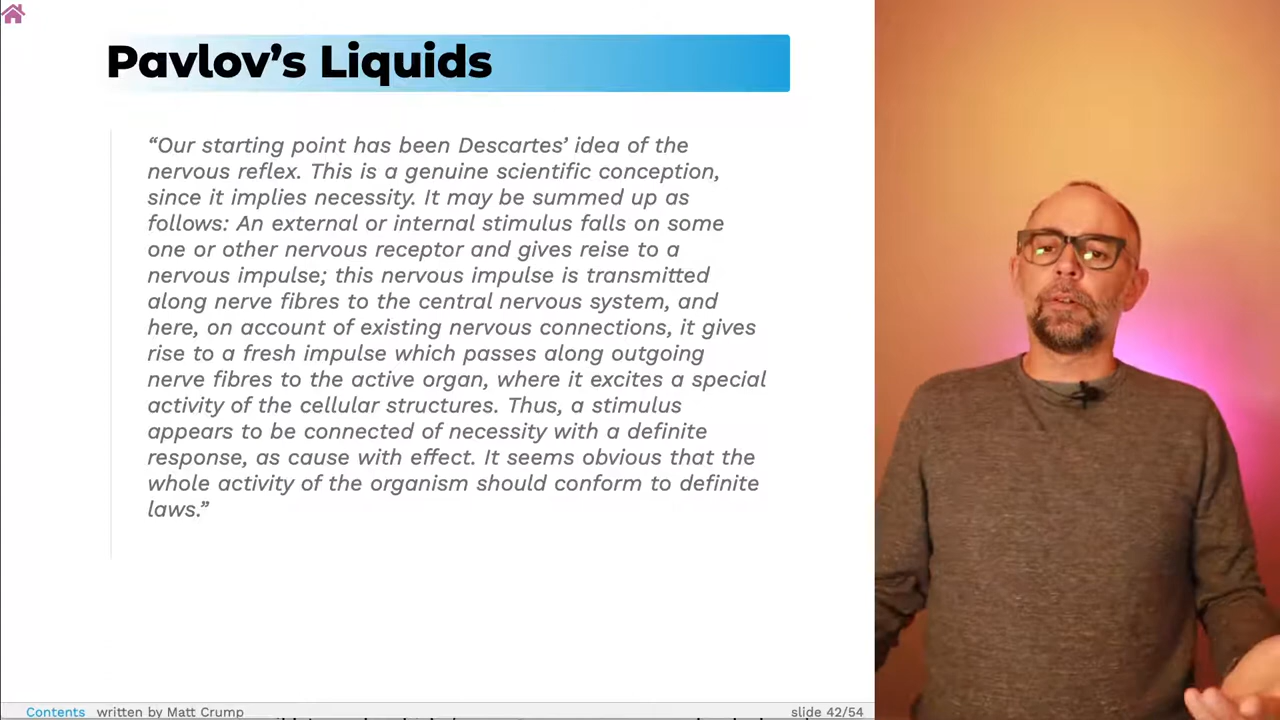 Pavlov's Liquids
“Our starting point has been Descartes’ idea of the
nervous reflex. This is a genuine scientific conception,
since it implies necessity. It may be summed up as
follows: An external or internal stimulus falls on some
one or other nervous receptor and gives reise to a
nervous impulse; this nervous impulse is transmitted
along nerve fibres to the central nervous system, and
here, on account of existing nervous connections, it gives
rise to a fresh impulse which passes along outgoing
nerve fibres to the active organ, where it excites a special
activity of the cellular structures. Thus, a stimulus
appears to be connected of necessity with a definite
response, as cause with effect. It seems obvious that the
whole activity of the organism should conform to definite
laws.”
Contents written by Matt Crump slide 42/54